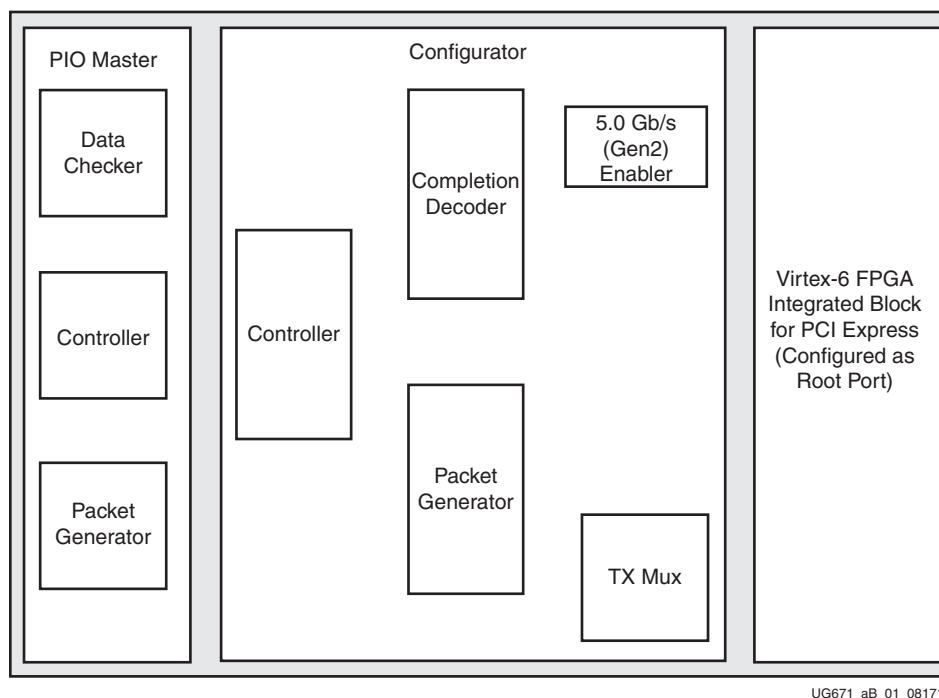 PIO Master
Data
Checker
Controller
Packet
Generator
Configurator
Controller
Completion
Decoder
Packet
Generator
5.0 Gb/s
(Gen2)
Enabler
TX Mux
Virtex-6 FPGA
Integrated Block
for PCI Express
(Configured as
Root Port)
UG671_aB_01_08171